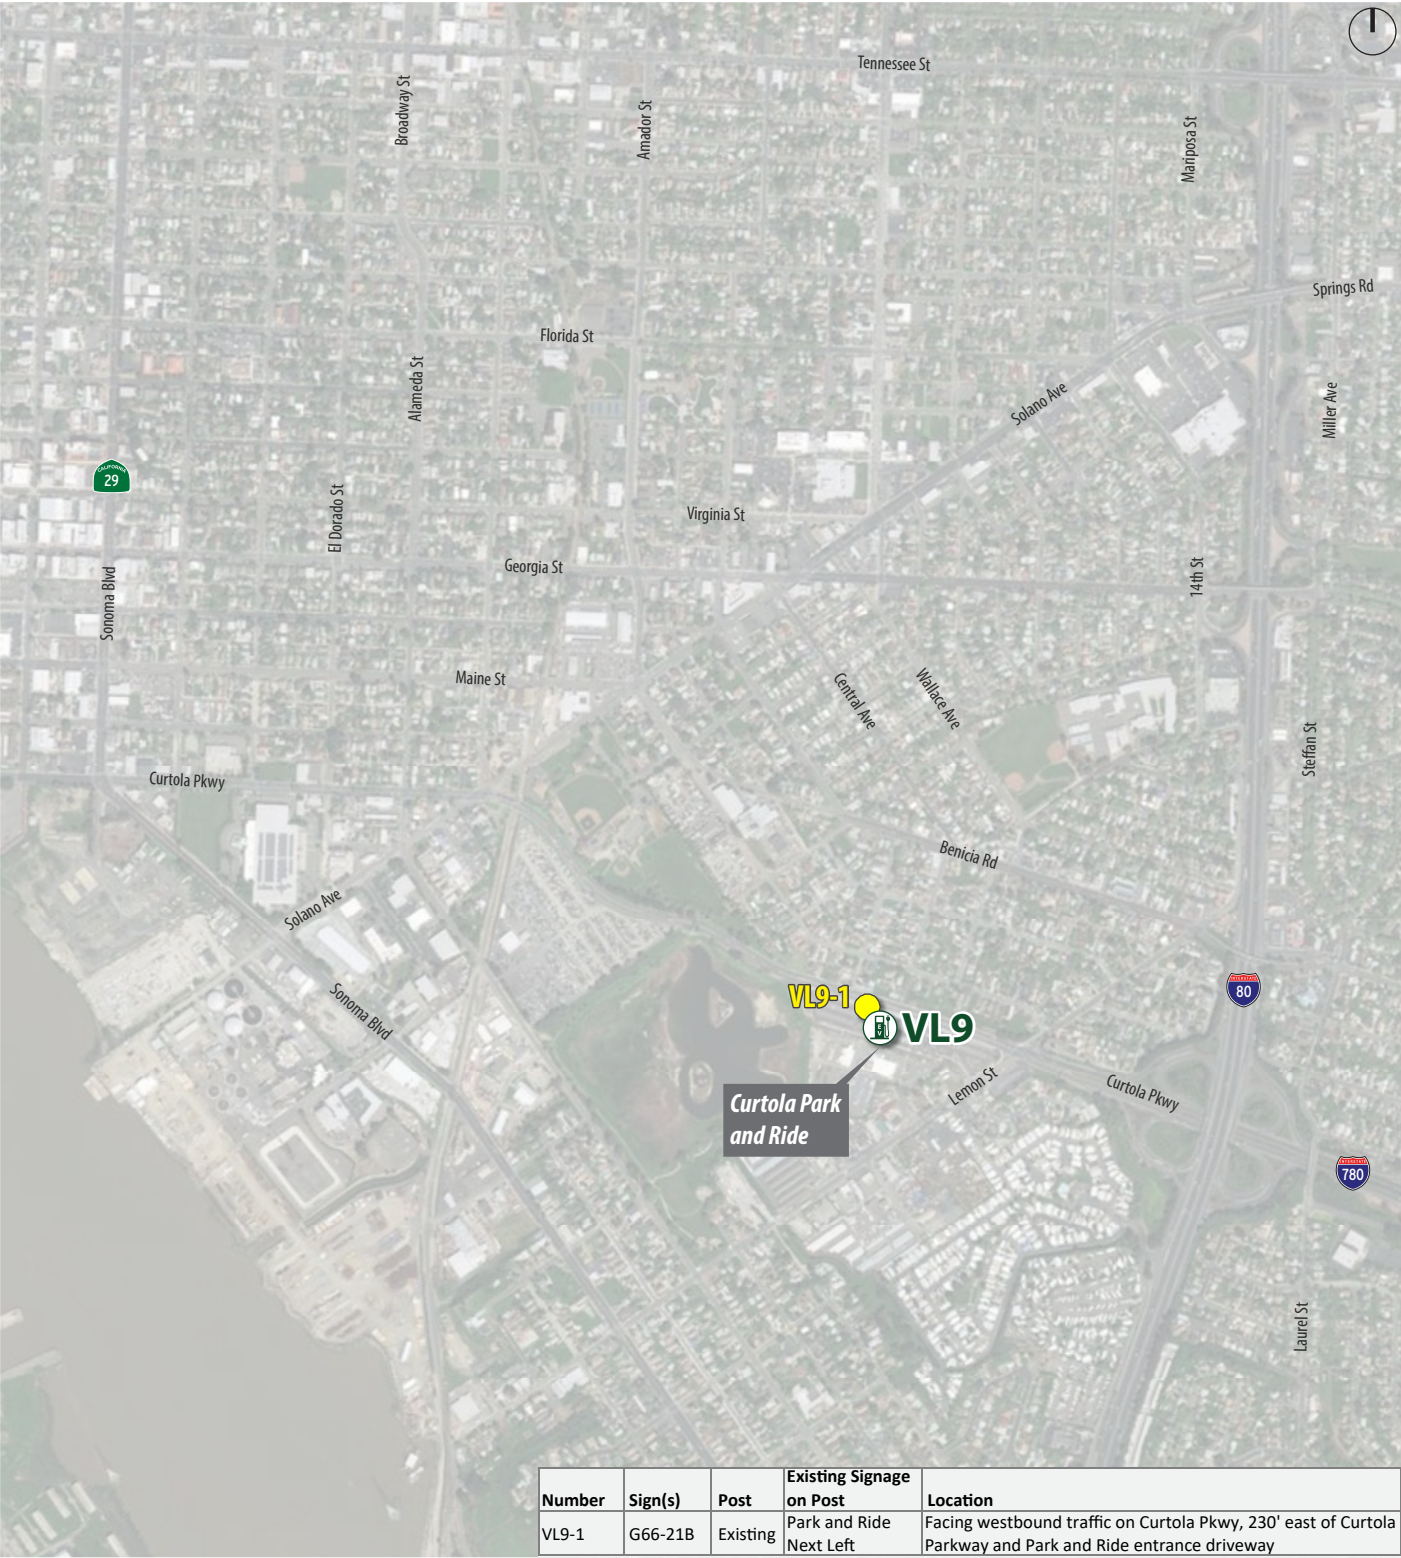 Tennessee St
Broadway St
Amador St
Mariposa St
Springs Rd
Florida St
Alameda St
Solano Ave
Miller Ave
CALIFORNIA
29
El Dorado St
Virginia St
Georgia St
14th St
Sonoma Blvd
Maine St
Central Ave
Wallace Ave
Steffan St
Curtola Pkwy
Benicia Rd
Solano Ave
Sonoma Blvd
INTERSTATE
80
VL9-1
EV
VL9
Curtola Park
and Ride
Lemon St
Curtola Pkwy
INTERSTATE
780
Laurel St
Number Sign(s) Post Existing Signage on Post Location
VL9-1 G66-21B Existing Park and Ride Next Left Facing westbound traffic on Curtola Pkwy, 230' east of Curtola
Parkway and Park and Ride entrance driveway